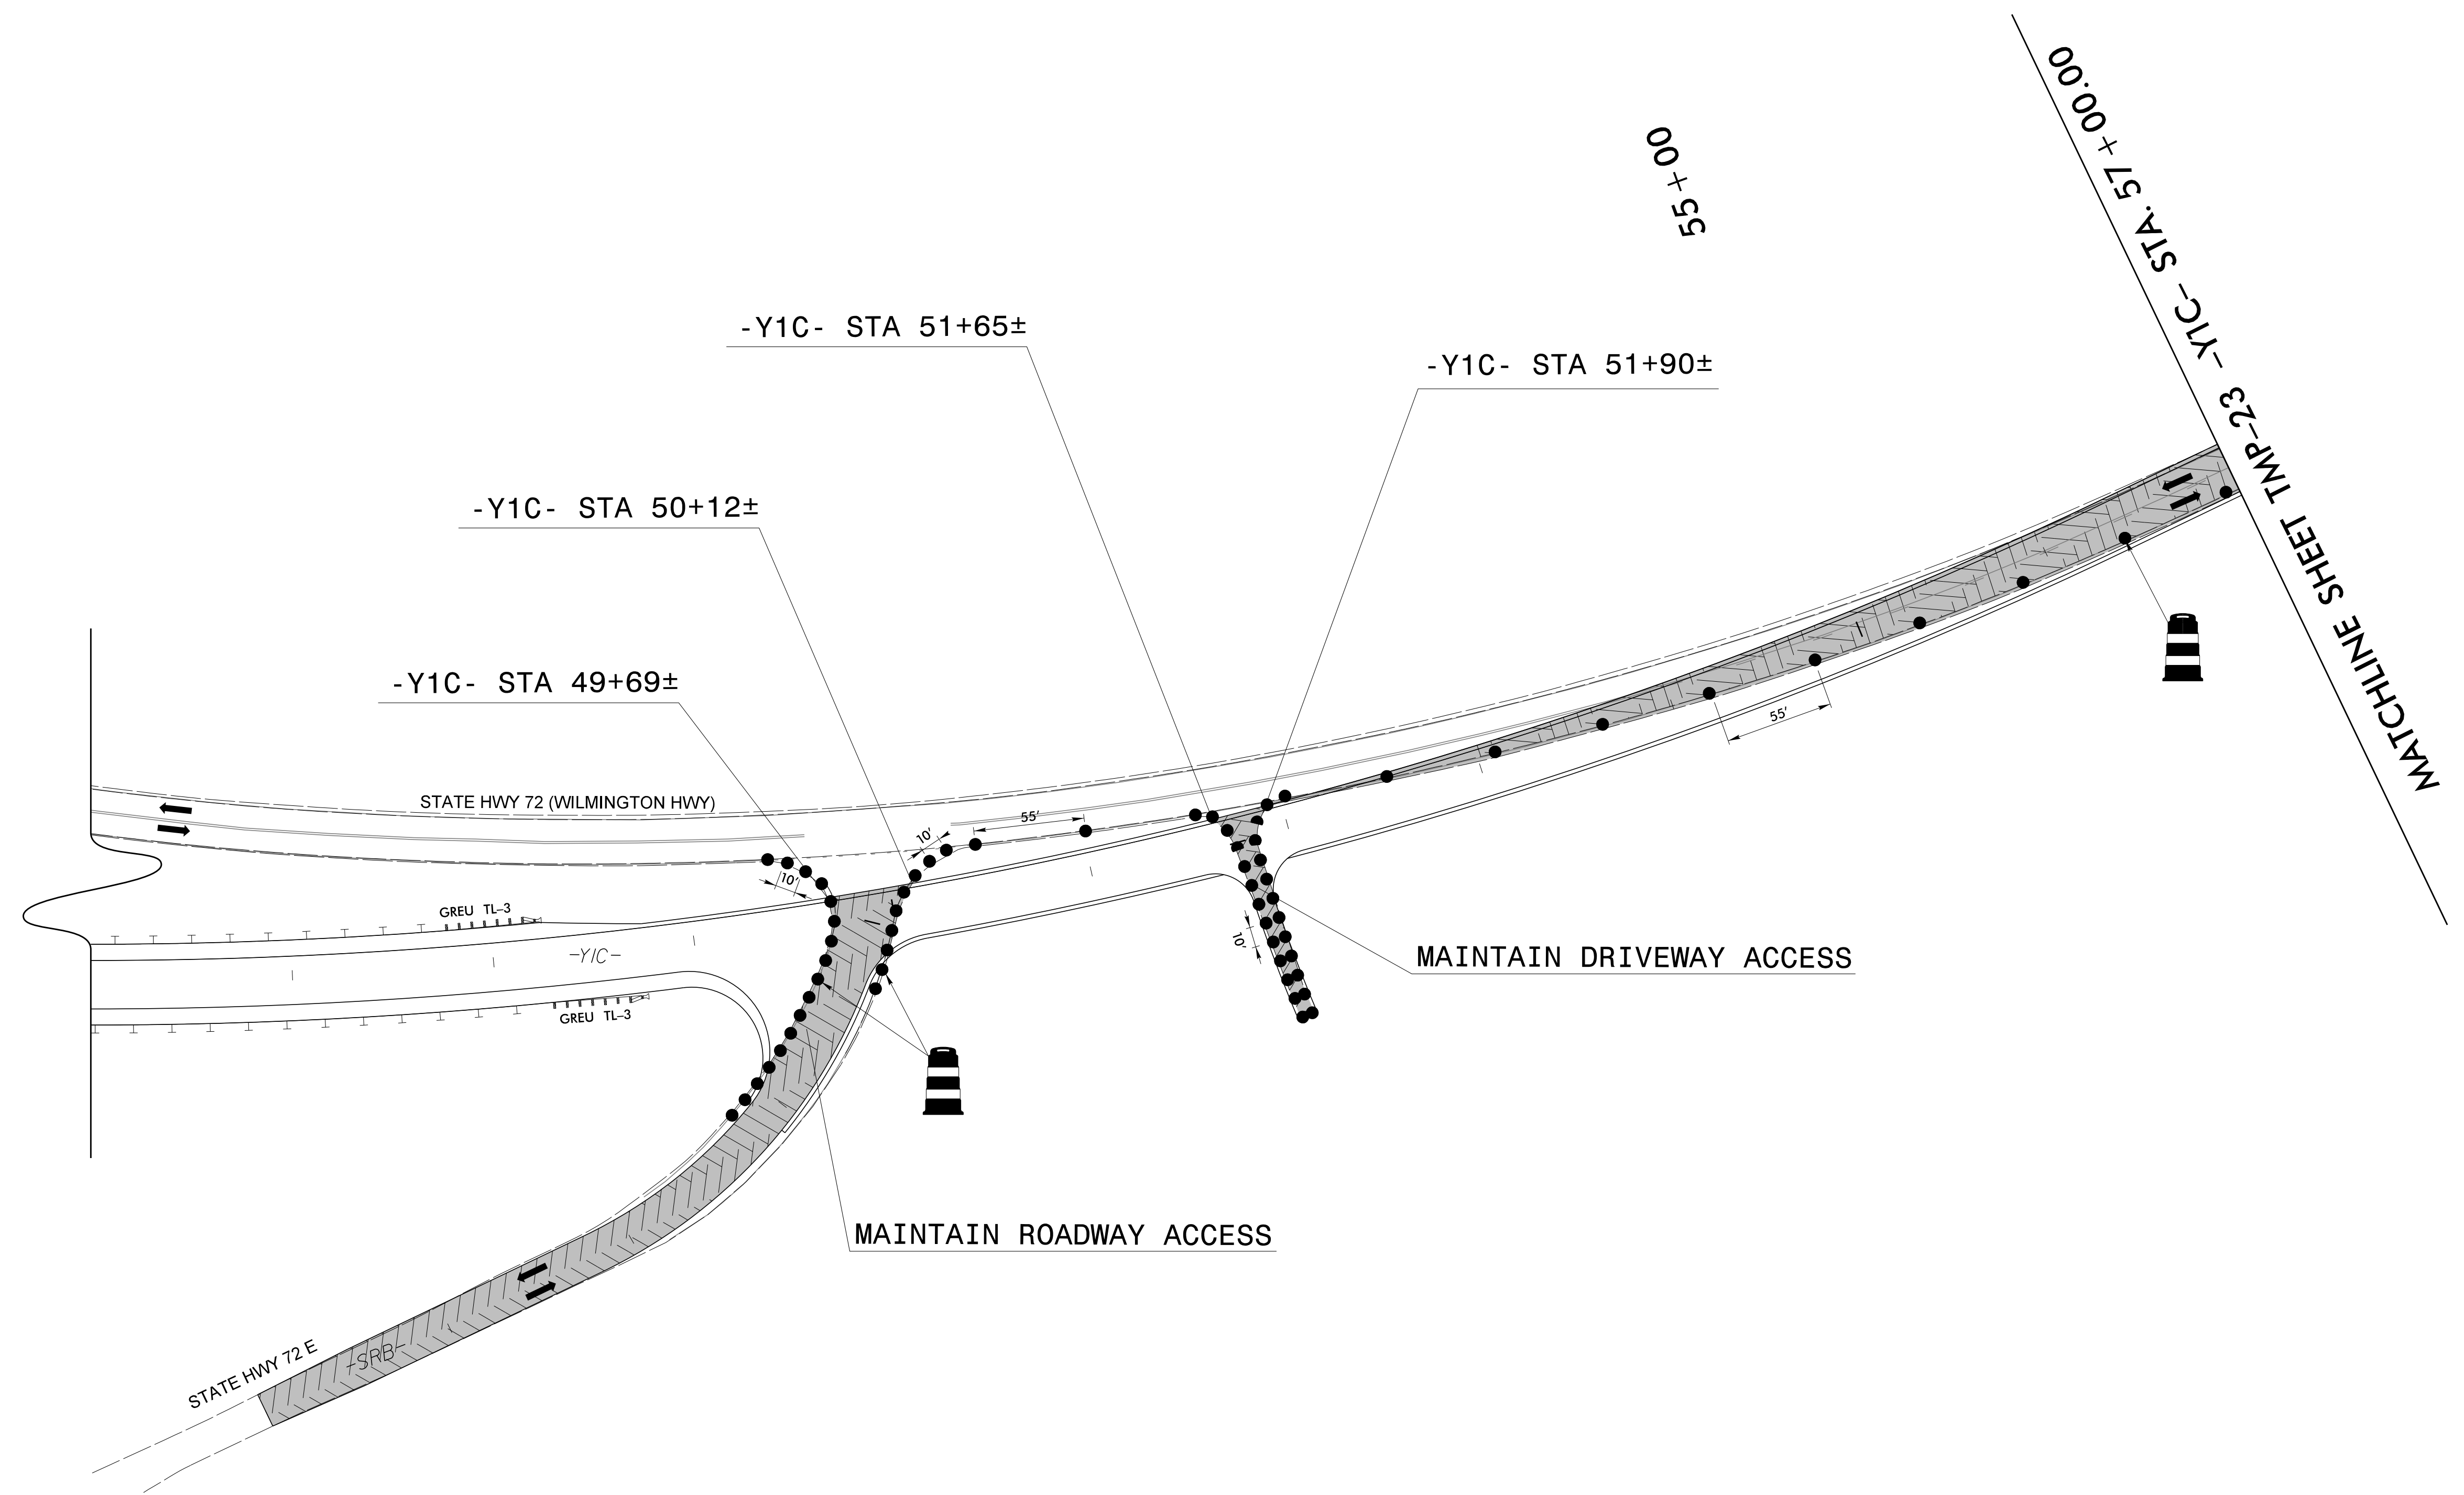 MATCHLINE SHEET TMP-23 -Y1C- STA. 57+00.00
55+00
-Y1C- STA 51+65±
-Y1C- STA 51+90±
-Y1C- STA 50+12±
-Y1C- STA 49+69±
55'
STATE HWY 72 (WILMINGTON HWY)
55'
10'
10'
GREU TL-3
-Y1C-
10'
MAINTAIN DRIVEWAY ACCESS
GREU TL-3
MAINTAIN ROADWAY ACCESS
-SRB-
STATE HWY 72 E